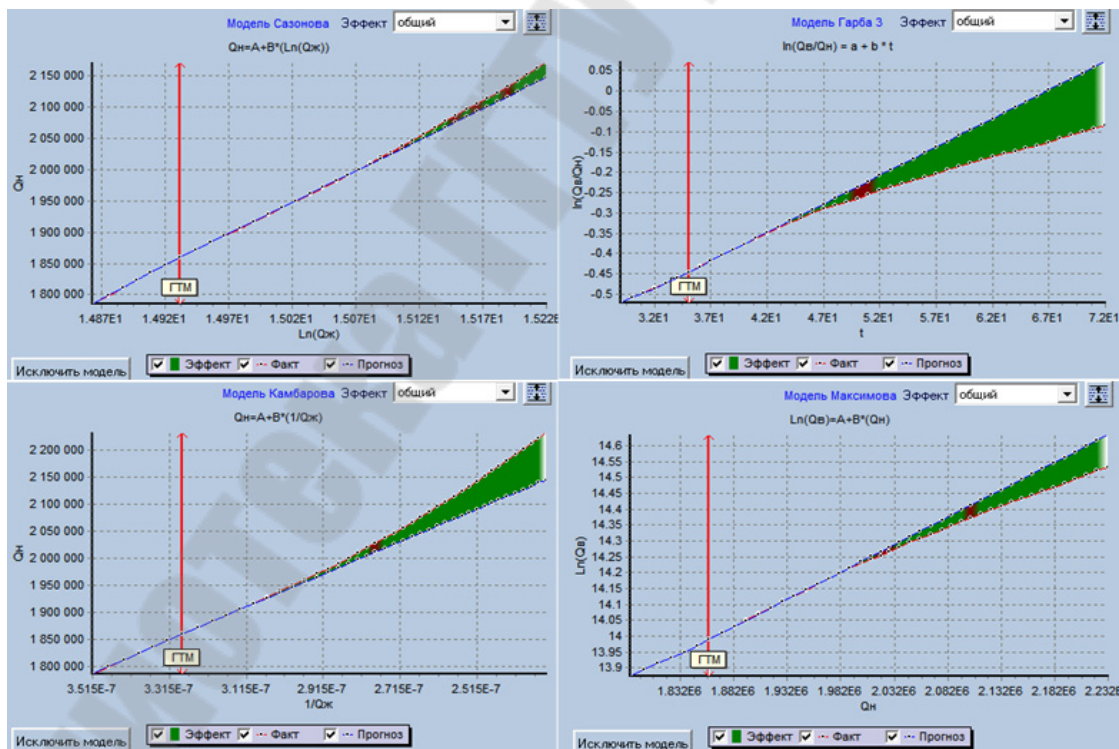 Модель Сазонова Эффект общий
Qн=A+B*(Ln(Qж))
2 150 000
2 100 000
2 050 000
2 000 000
1 950 000
1 900 000
1 850 000
1 800 000
Qн
ГТМ
1.487E1 1.492E1 1.497E1 1.502E1 1.507E1 1.512E1 1.517E1 1.522E
Ln(Qж)
Исключить модель Эффект Факт Прогноз
Модель Гарба 3 Эффект общий
ln(Qв/Qн) = a + b * t
0.05
0
-0.1
-0.15
-0.2
-0.25
-0.3
-0.35
-0.45
-0.5
ln(Qв/Qн)
ГТМ
3.2E1 3.7E1 4.2E1 4.7E1 5.2E1 5.7E1 6.2E1 6.7E1 7.2E
t
Исключить модель Эффект Факт Прогноз
Модель Камбарова Эффект общий
Qн=A+B*(1/Qж)
2 200 000
2 150 000
2 100 000
2 050 000
2 000 000
1 950 000
1 900 000
1 850 000
1 800 000
Qн
ГТМ
3.515E-7 3.315E-7 3.115E-7 2.915E-7 2.715E-7 2.515E-7
1/Qж
Исключить модель Эффект Факт Прогноз
Модель Максимова Эффект общий
Ln(Qв)=A+B*(Qн)
14.6
14.55
14.5
14.45
14.4
14.35
14.3
14.25
14.2
14.15
14.1
14.05
14
13.95
13.9
Ln(Qв)
ГТМ
1.832E6 1.882E6 1.932E6 1.982E6 2.032E6 2.082E6 2.132E6 2.182E6 2.232E
Qн
Исключить модель Эффект Факт Прогноз